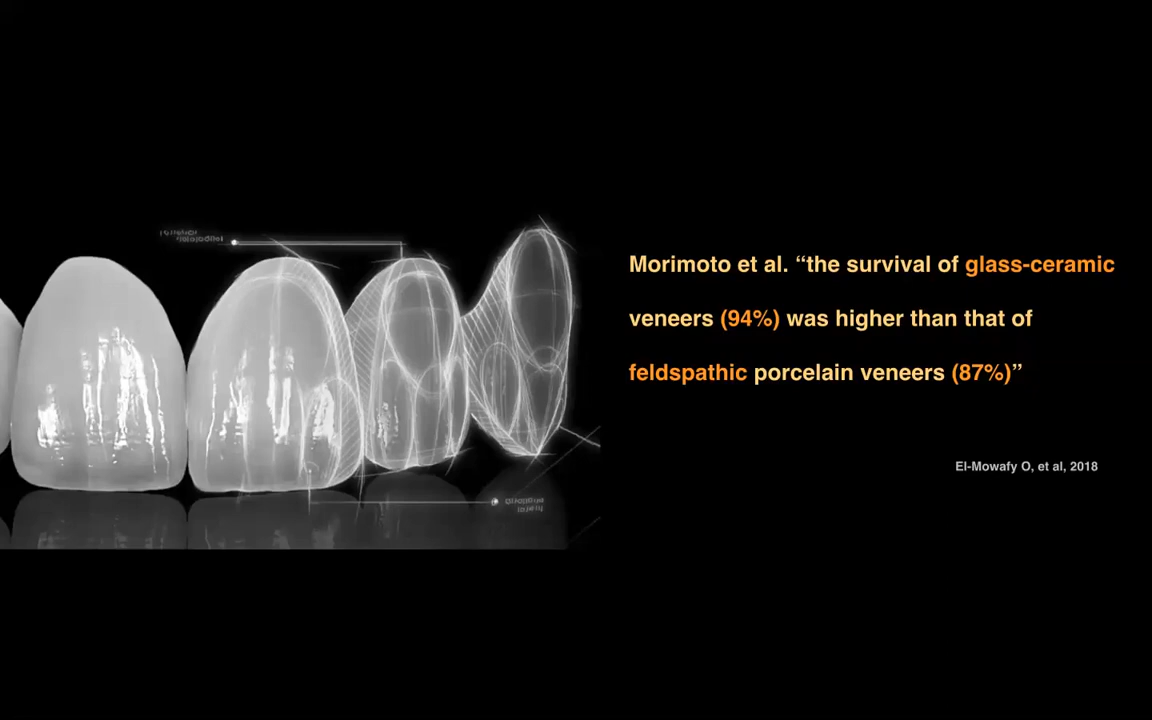 Morimoto et al. “the survival of glass-ceramic
veneers (94%) was higher than that of
feldspathic porcelain veneers (87%)”
El-Mowafy O, et al, 2018